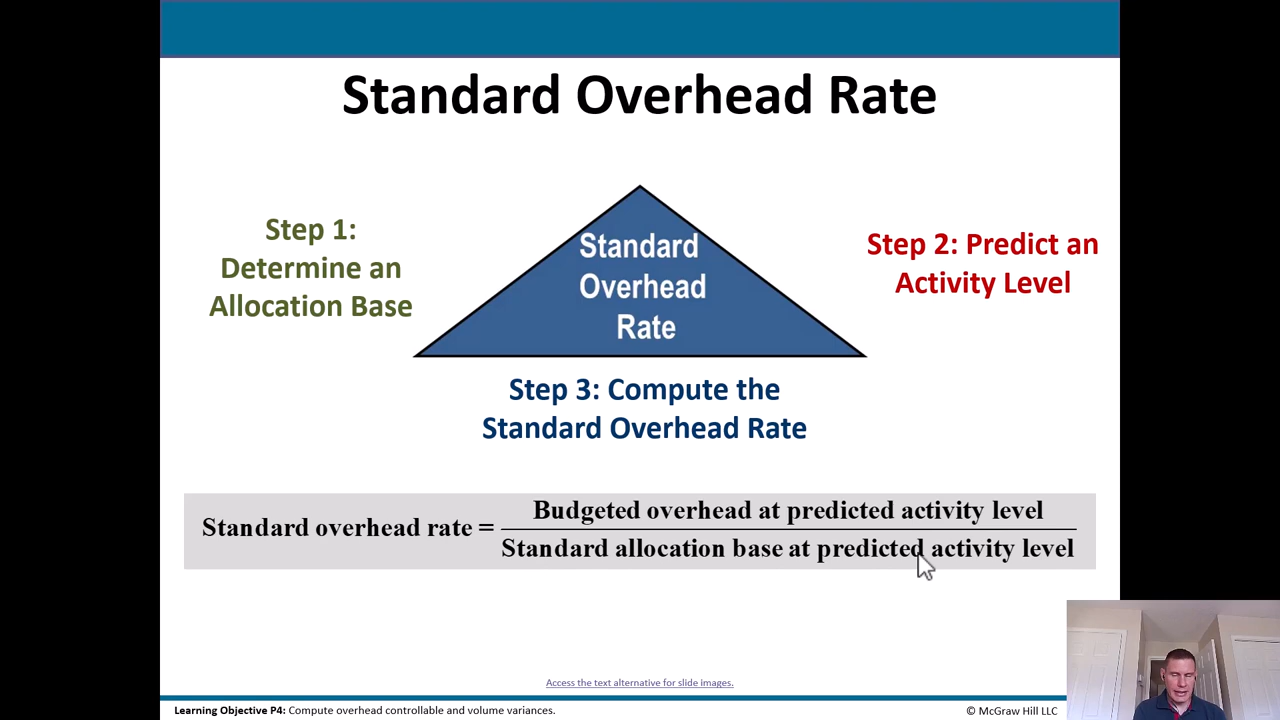 Standard Overhead Rate
Step 1:
Determine an
Allocation Base
Standard
Overhead
Rate
Step 2: Predict an
Activity Level
Step 3: Compute the
Standard Overhead Rate
Standard overhead rate = Budgeted overhead at predicted activity level
Standard allocation base at predicted activity level
Access the text alternative for slide images.
Learning Objective P4: Compute overhead controllable and volume variances.
© McGraw Hill LLC